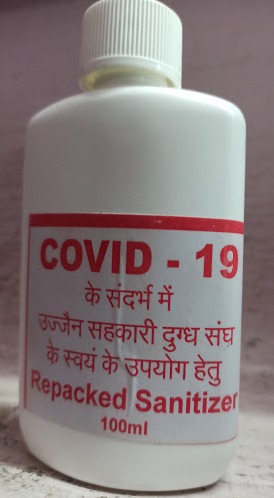 COVID - 19
के संदर्भ में
उज्जैन सहकारी दुग्ध संघ
के स्वयं के उपयोग हेतु
Repacked Sanitizer
100ml